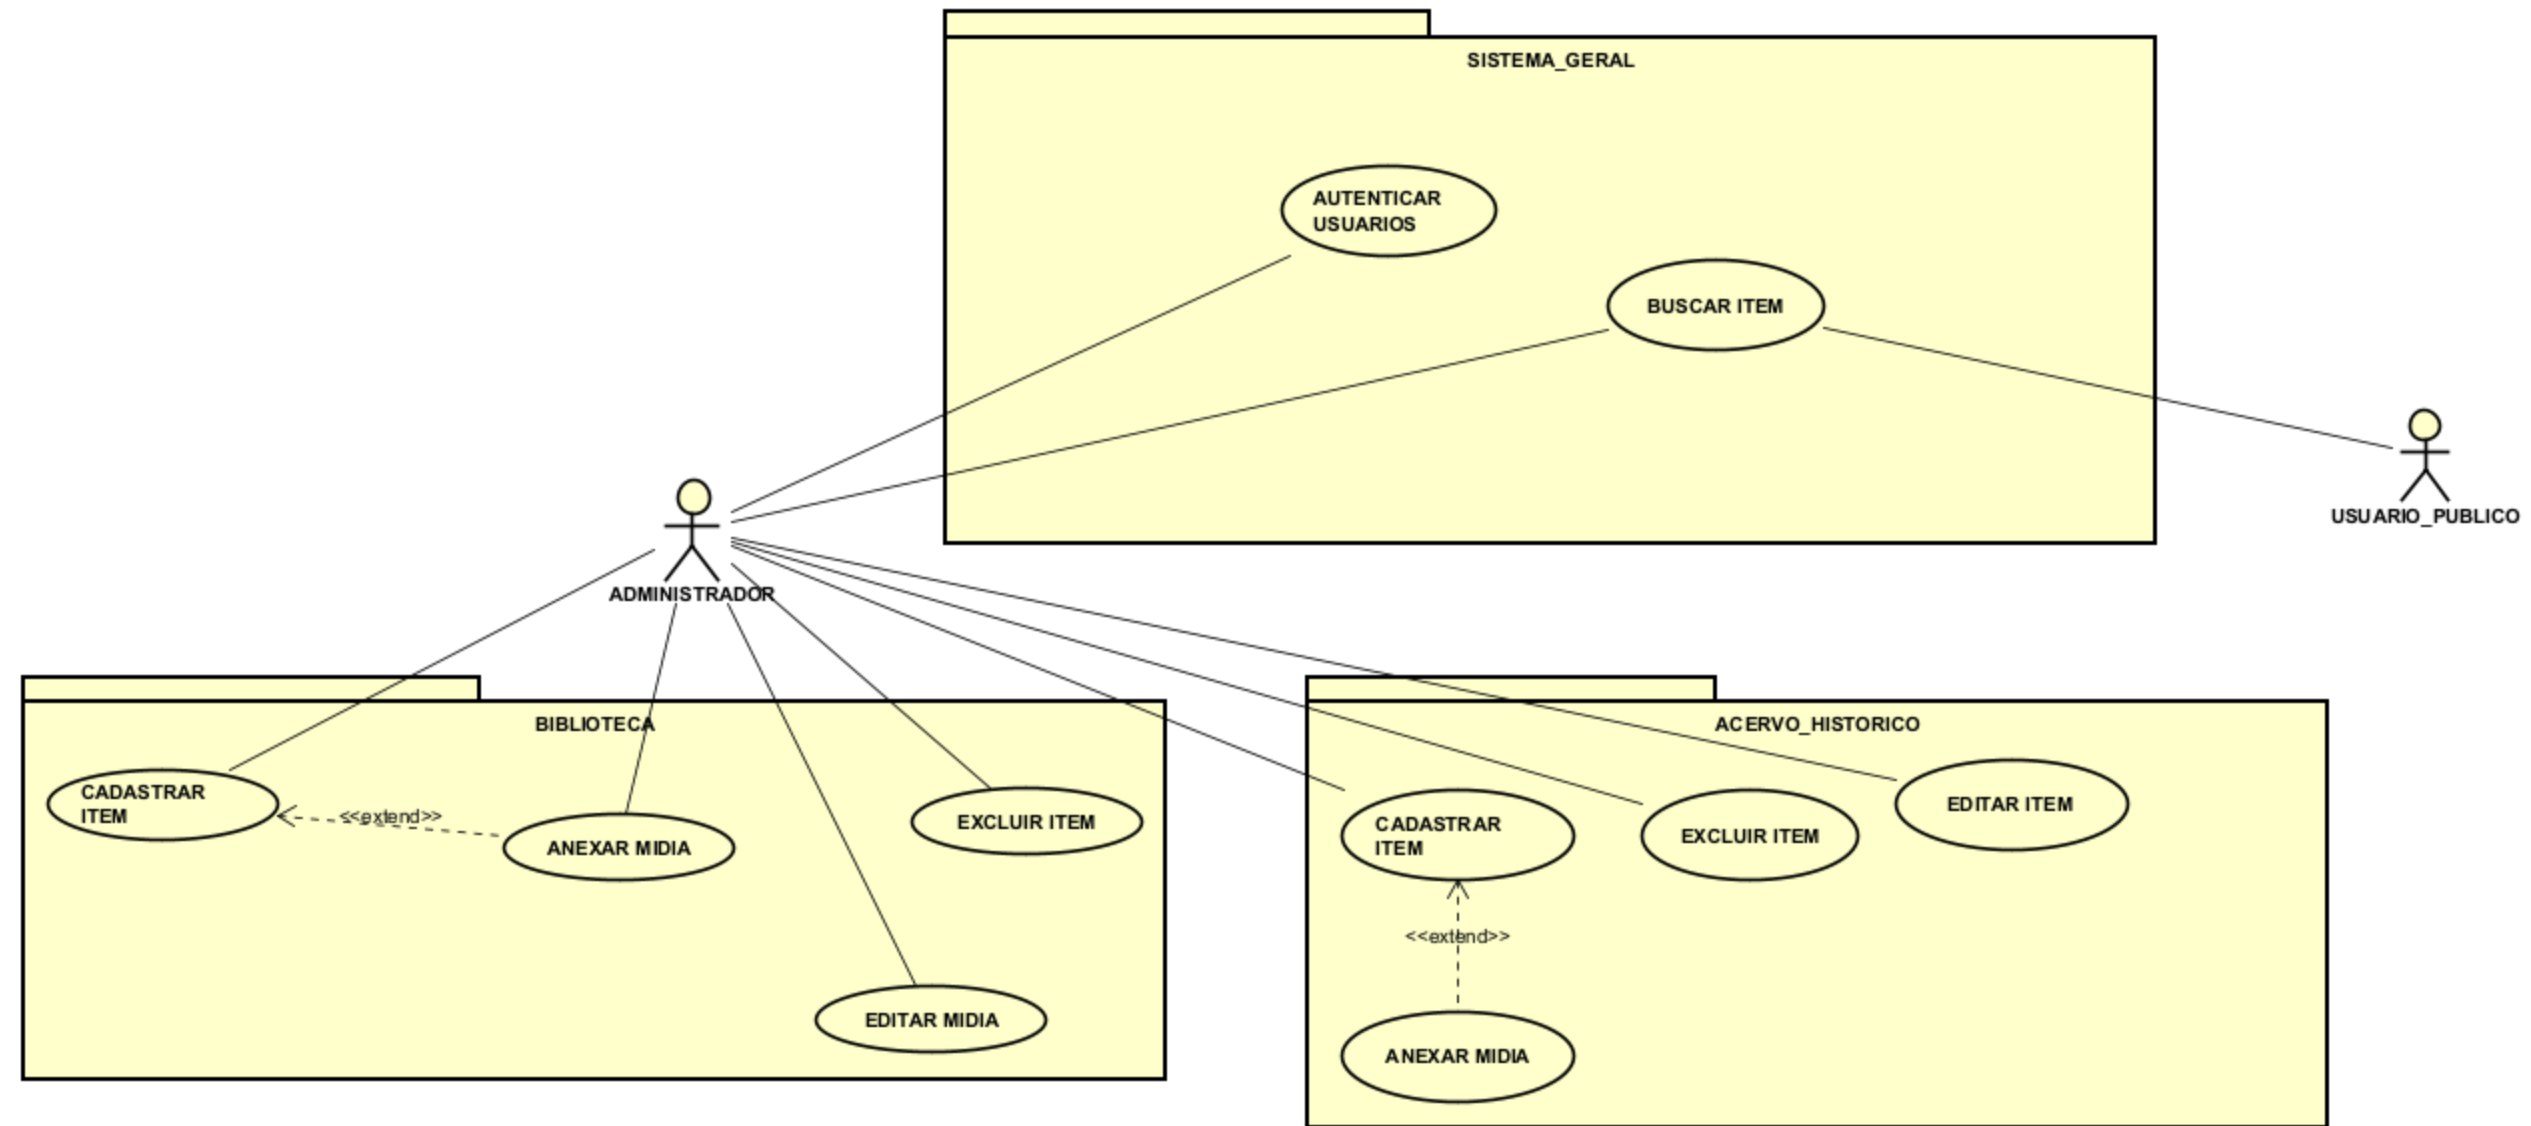 SISTEMA_GERAL
AUTENTICAR
USUARIOS
BUSCAR ITEM
USUARIO_PUBLICO
ADMINISTRADOR
BIBLIOTECA
CADASTRAR
ITEM
<<extend>>
ANEXAR MIDIA
EXCLUIR ITEM
EDITAR MIDIA
ACERVO_HISTORICO
CADASTRAR
ITEM
EXCLUIR ITEM
EDITAR ITEM
<<extend>>
ANEXAR MIDIA